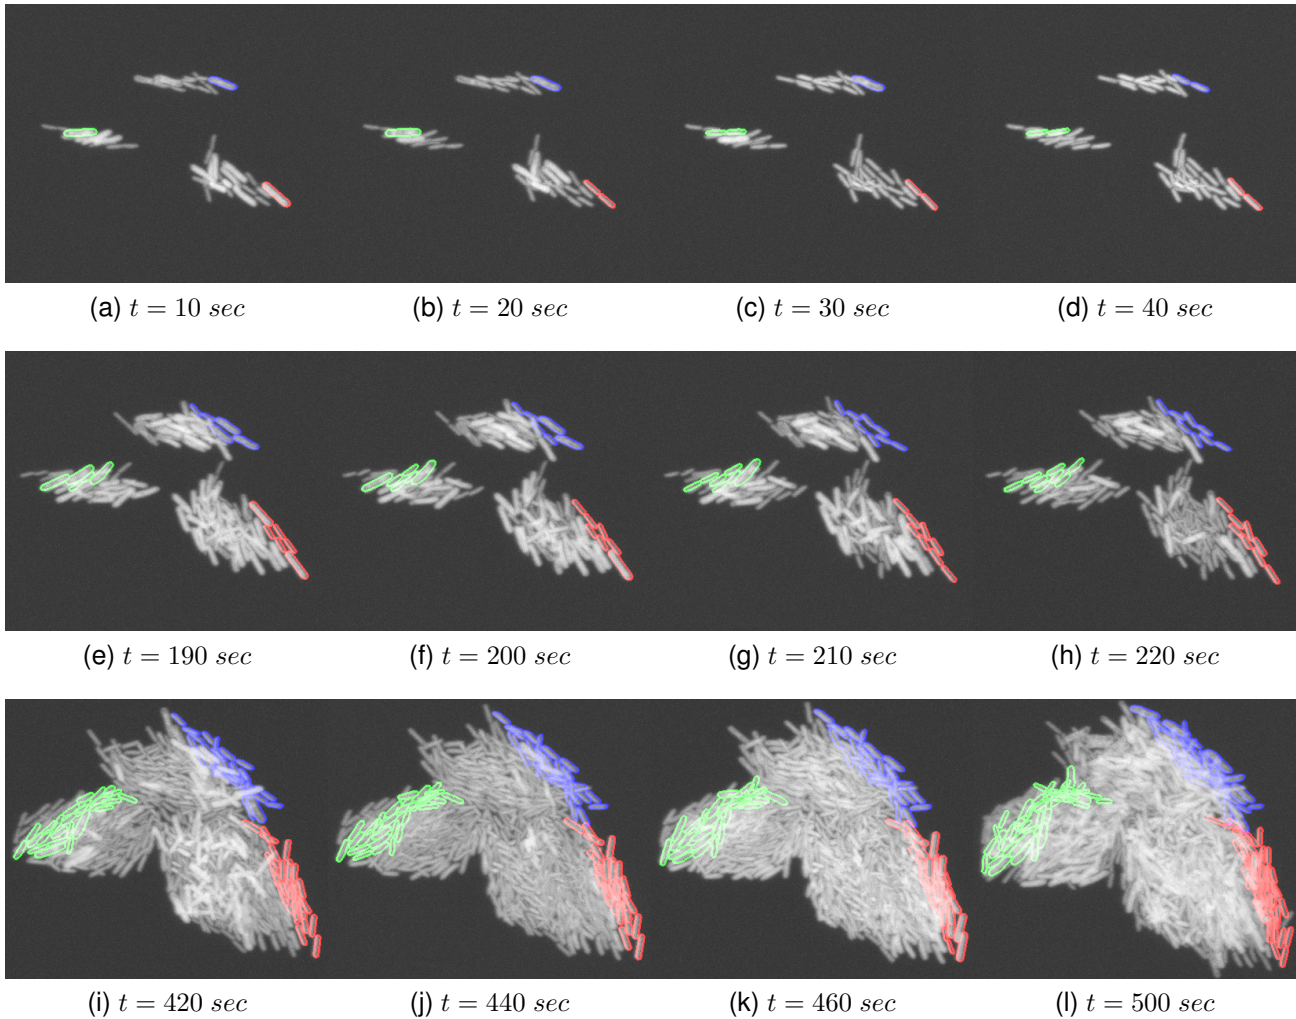 (a) t = 10 sec
(b) t = 20 sec
(c) t = 30 sec
(d) t = 40 sec
(e) t = 190 sec
(f) t = 200 sec
(g) t = 210 sec
(h) t = 220 sec
(i) t = 420 sec
(j) t = 440 sec
(k) t = 460 sec
(l) t = 500 sec